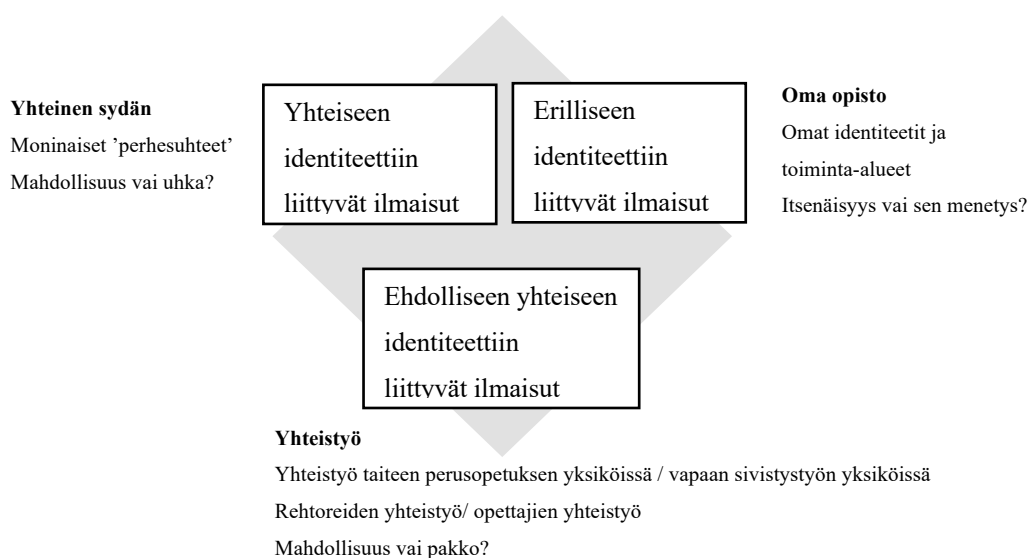 Yhteinen sydän
Moninaiset ’perhesuhteet’
Mahdollisuus vai uhka?
Yhteiseen
identiteettiin
liittyvät ilmaisut
Erilliseen
identiteettiin
liittyvät ilmaisut
Oma opisto
Omat identiteetit ja
toiminta-alueet
Itsenäisyys vai sen menetys?
Ehdolliseen yhteiseen
identiteettiin
liittyvät ilmaisut
Yhteistyö
Yhteistyö taiteen perusopetuksen yksiköissä / vapaan sivistystyön yksiköissä
Rehtoreiden yhteistyö/ opettajien yhteistyö
Mahdollisuus vai pakko?